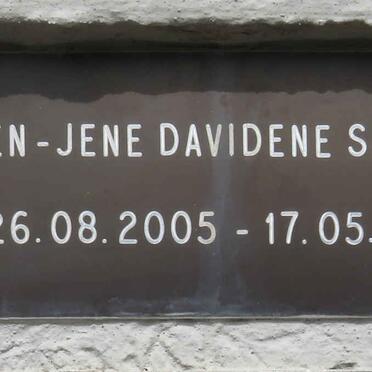 EN-JENE DAVIDENE S
26.08.2005 - 17.05.